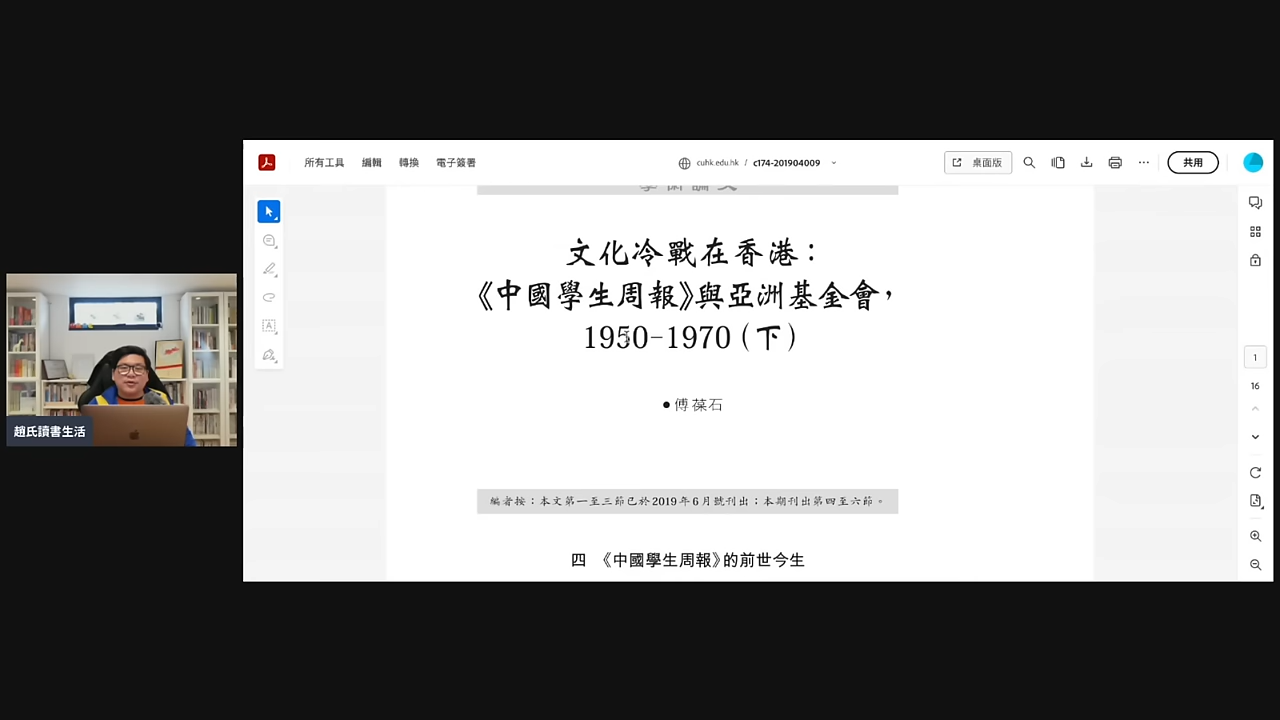 所有工具 編輯 轉換 電子簽署
cuhk.edu.hk / c174-201904009
桌面版
共用
學術論文
文化冷戰在香港：
《中國學生周報》與亞洲基金會，
1950–1970（下）
●傅葆石
編者按：本文第一至三節已於2019年6月號刊出；本期刊出第四至六節。
四 《中國學生周報》的前世今生
1
16
趙氏讀書生活